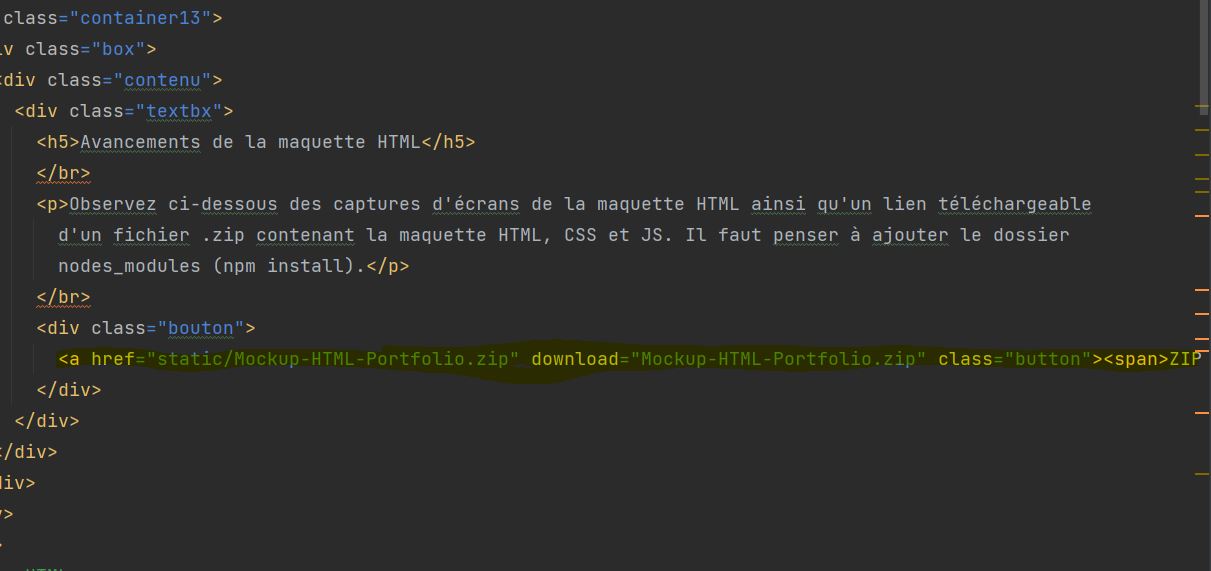 class="container13">
v class="box">
<div class="contenu">
<div class="textbx">
<h5>Avancements de la maquette HTML</h5>
</br>
<p>Observez ci-dessous des captures d'écrans de la maquette HTML ainsi qu'un lien téléchargeable
d'un fichier .zip contenant la maquette HTML, CSS et JS. Il faut penser à ajouter le dossier
nodes_modules (npm install).</p>
</br>
<div class="bouton">
<a href="static/Mockup-HTML-Portfolio.zip" download="Mockup-HTML-Portfolio.zip" class="button"><span>ZIP
</div>
</div>
</div>
div>
>
HTML